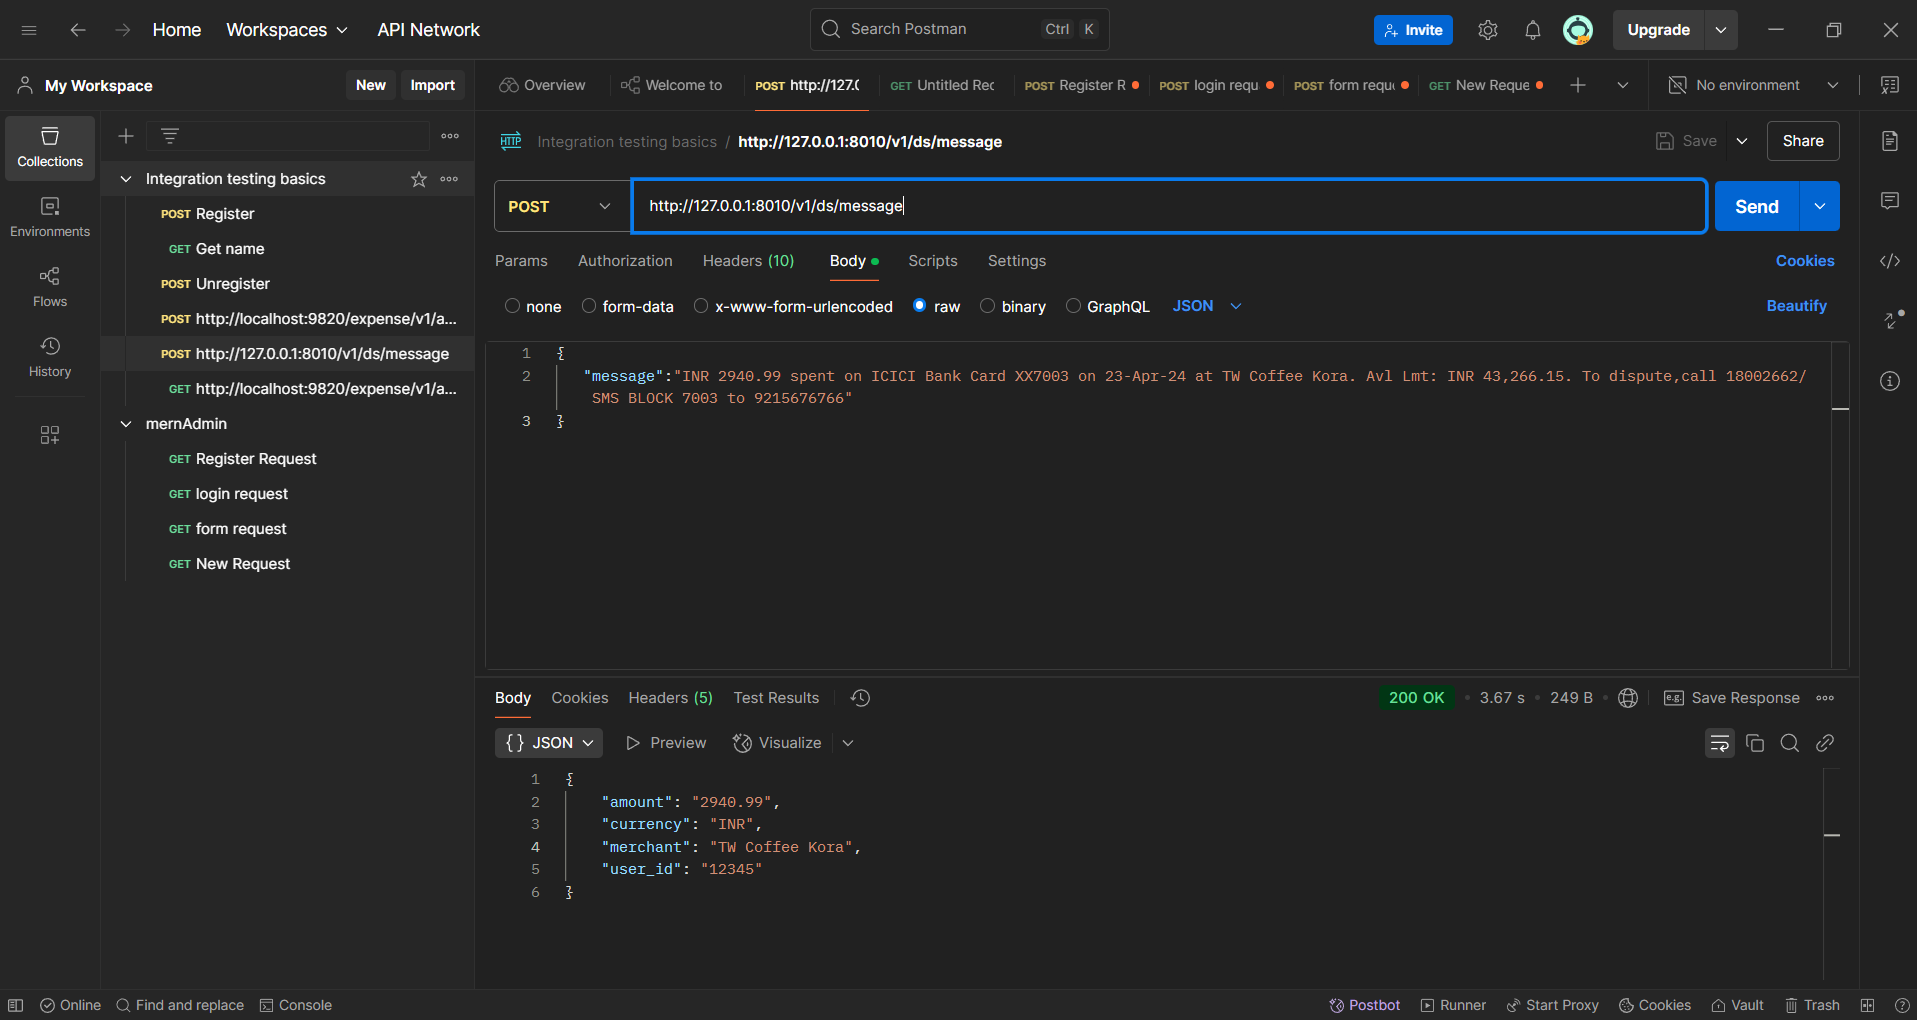 Home Workspaces API Network Search Postman Ctrl K Invite Upgrade
My Workspace New Import Overview Welcome to POST http://127.0 GET Untitled Rec POST Register R POST login requ POST form requ GET New Reque No environment
Collections
Environments
Flows
History
Integration testing basics
POST Register
GET Get name
POST Unregister
POST http://localhost:9820/expense/v1/a...
POST http://127.0.0.1:8010/v1/ds/message
GET http://localhost:9820/expense/v1/a...
mernAdmin
GET Register Request
GET login request
GET form request
GET New Request
HTTP Integration testing basics / http://127.0.0.1:8010/v1/ds/message Save Share
POST http://127.0.0.1:8010/v1/ds/message Send
Params Authorization Headers (10) Body Scripts Settings Cookies
none form-data x-www-form-urlencoded raw binary GraphQL JSON Beautify
1 {
2 "message":"INR 2940.99 spent on ICICI Bank Card XX7003 on 23-Apr-24 at TW Coffee Kora. Avl Lmt: INR 43,266.15. To dispute,call 18002662/
SMS BLOCK 7003 to 9215676766"
3 }
Body Cookies Headers (5) Test Results 200 OK • 3.67 s • 249 B • e.g. Save Response
{} JSON Preview Visualize
1 {
2 "amount": "2940.99",
3 "currency": "INR",
4 "merchant": "TW Coffee Kora",
5 "user_id": "12345"
6 }
Online Find and replace Console Postbot Runner Start Proxy Cookies Vault Trash